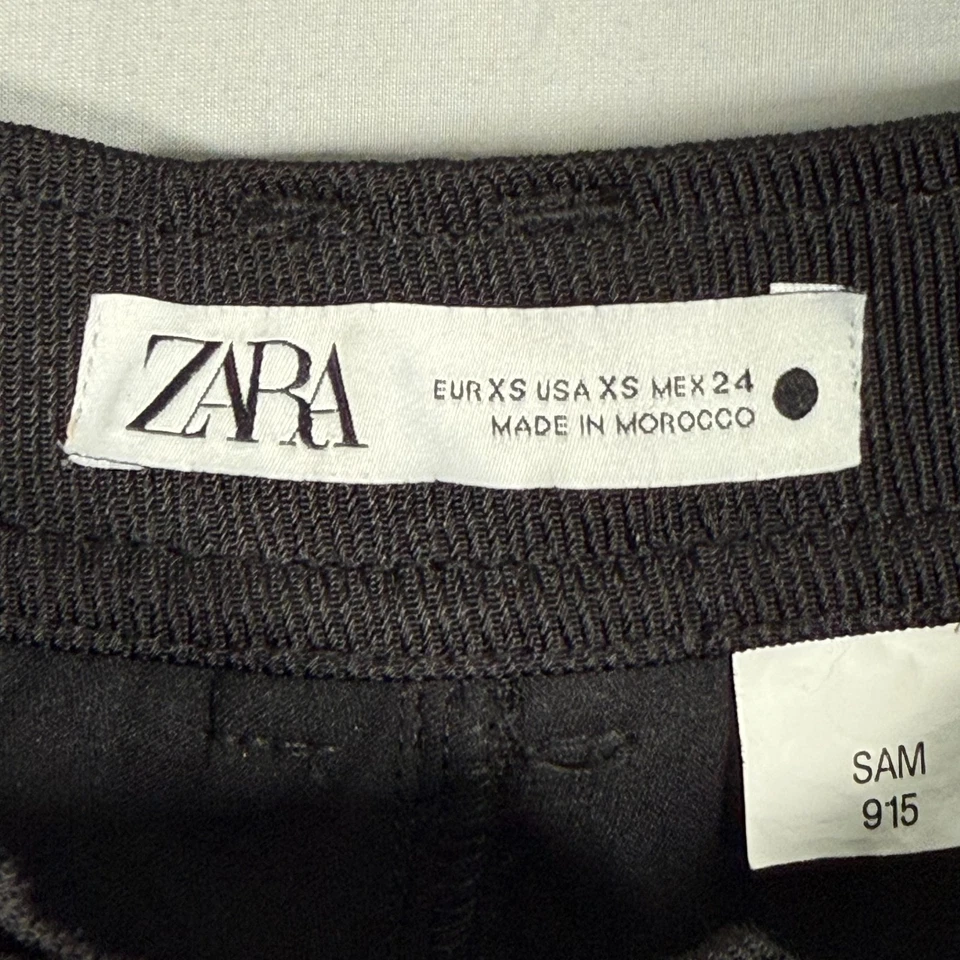 ZARA
EUR XS USA XS MEX 24
MADE IN MOROCCO
SAM
915